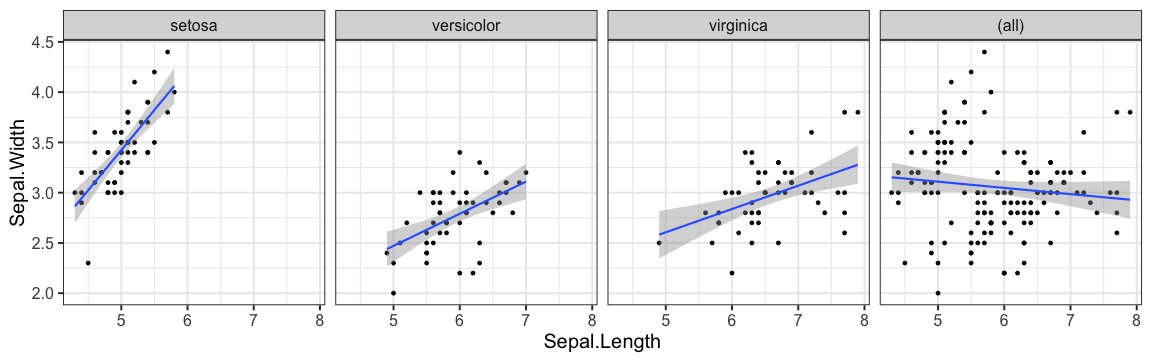 setosa versicolor virginica (all)
4.5
4.0
3.5
3.0
2.5
2.0
Sepal.Width
5 6 7 8 5 6 7 8 5 6 7 8 5 6 7 8
Sepal.Length